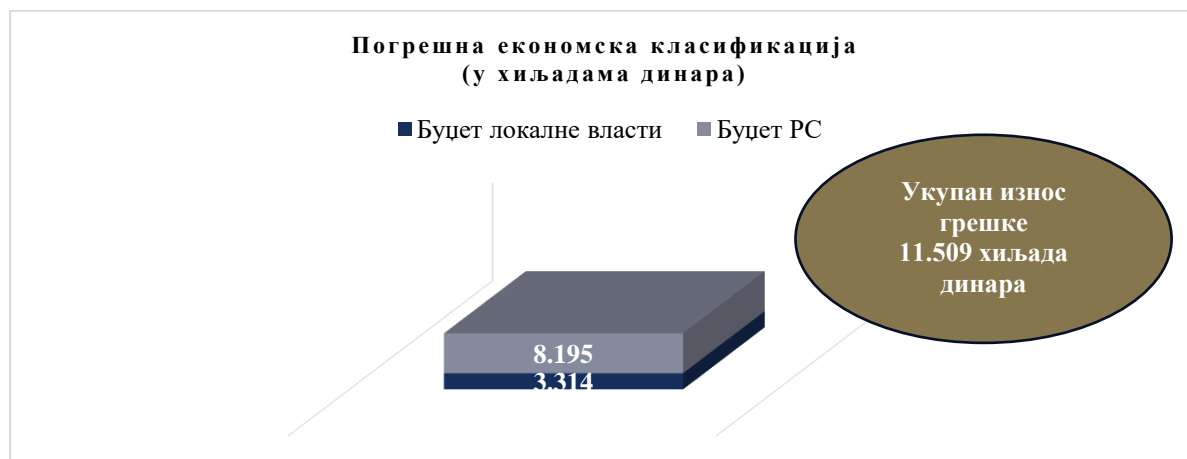 Погрешна економска класификација
(у хиљадама динара)
Буџет локалне власти Буџет РС
Укупан износ
грешке
11.509 хиљада
динара
8.195
3.314